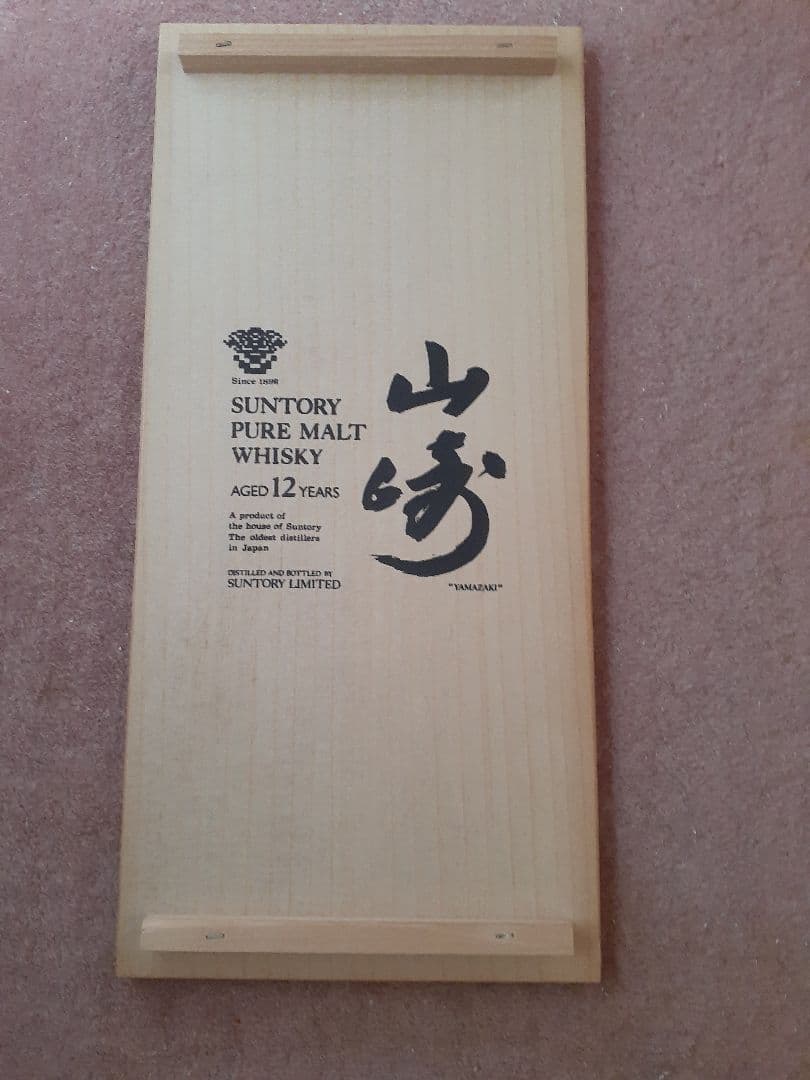 Since 1899
SUNTORY
PURE MALT
WHISKY
AGED 12 YEARS
A product of
the house of Suntory
The oldest distillers
in Japan
DISTILLED AND BOTTLED BY
SUNTORY LIMITED
山崎
"YAMAZAKI"